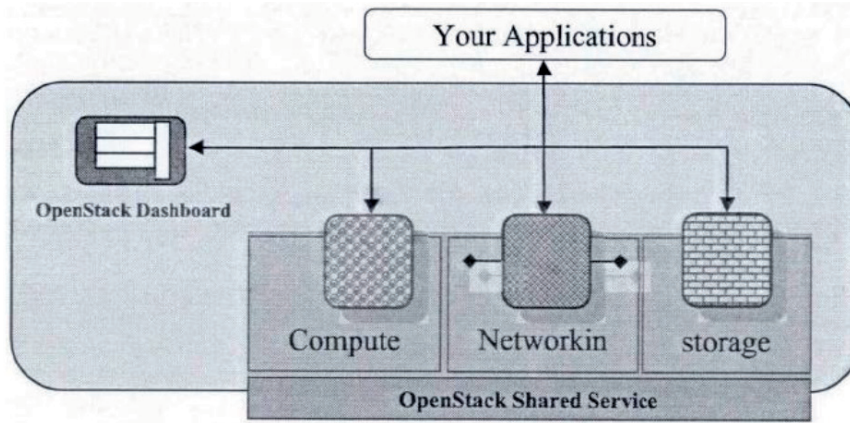 Your Applications
OpenStack Dashboard
Compute
Networkin
storage
OpenStack Shared Service